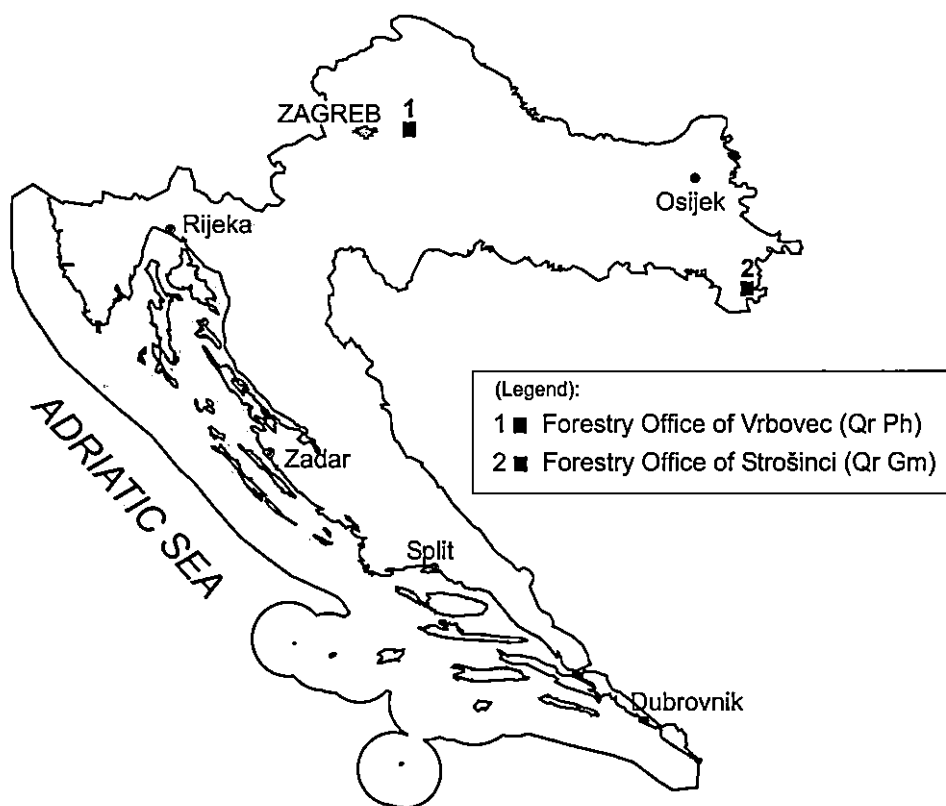 ZAGREB
1
Osijek
Rijeka
2
(Legend):
1 ■ Forestry Office of Vrbovec (Qr Ph)
2 ■ Forestry Office of Strošinci (Qr Gm)
ADRIATIC SEA
Zadar
Split
Dubrovnik